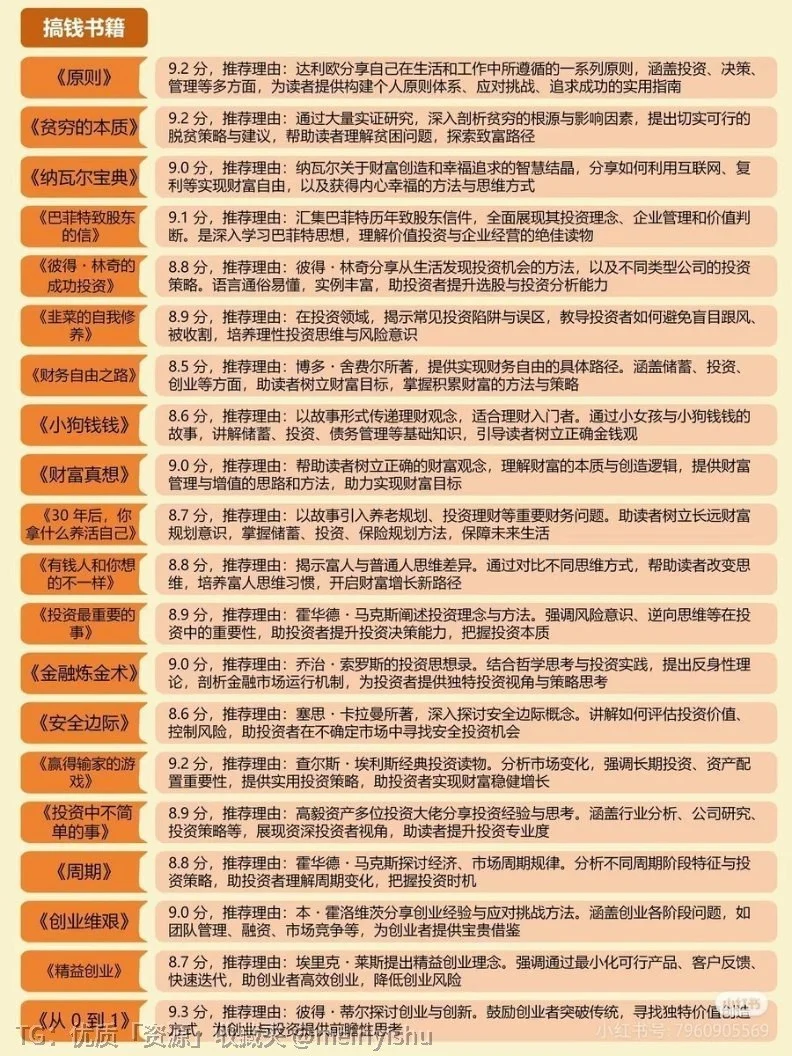 搞钱书籍
《原则》
9.2 分，推荐理由：达利欧分享自己在生活和工作中所遵循的一系列原则，涵盖投资、决策、
管理等多方面，为读者提供构建个人原则体系、应对挑战、追求成功的实用指南
《贫穷的本质》
9.2 分，推荐理由：通过大量实证研究，深入剖析贫穷的根源与影响因素，提出切实可行的
脱贫策略与建议，帮助读者理解贫困问题，探索致富路径
《纳瓦尔宝典》
9.0 分，推荐理由：纳瓦尔关于财富创造和幸福追求的智慧结晶，分享如何利用互联网、复
利等实现财富自由，以及获得内心幸福的方法与思维方式
《巴菲特致股东
的信》
9.1 分，推荐理由：汇集巴菲特历年致股东信件，全面展现其投资理念、企业管理和价值判
断。是深入学习巴菲特思想，理解价值投资与企业经营的绝佳读物
《彼得·林奇的
成功投资》
8.8 分，推荐理由：彼得·林奇分享从生活发现投资机会的方法，以及不同类型公司的投资
策略。语言通俗易懂，实例丰富，助投资者提升选股与投资分析能力
《韭菜的自我修
养》
8.9 分，推荐理由：在投资领域，揭示常见投资陷阱与误区，教导投资者如何避免盲目跟风、
被收割，培养理性投资思维与风险意识
《财务自由之路》
8.5 分，推荐理由：博多·舍费尔所著，提供实现财务自由的具体路径。涵盖储蓄、投资、
创业等方面，助读者树立财富目标，掌握积累财富的方法与策略
《小狗钱钱》
8.6 分，推荐理由：以故事形式传递理财观念，适合理财入门者。通过小女孩与小狗钱钱的
故事，讲解储蓄、投资、债务管理等基础知识，引导读者树立正确金钱观
《财富真想》
9.0 分，推荐理由：帮助读者树立正确的财富观念，理解财富的本质与创造逻辑，提供财富
管理与增值的思路和方法，助力实现财富目标
《30 年后，你
拿什么养活自己》
8.7 分，推荐理由：以故事引入养老规划、投资理财等重要财务问题。助读者树立长远财富
规划意识，掌握储蓄、投资、保险规划方法，保障未来生活
《有钱人和你想
的不一样》
8.8 分，推荐理由：揭示富人与普通人思维差异。通过对比不同思维方式，帮助读者改变思
维，培养富人思维习惯，开启财富增长新路径
《投资最重要的
事》
8.9 分，推荐理由：霍华德·马克斯阐述投资理念与方法。强调风险意识、逆向思维等在投
资中的重要性，助投资者提升投资决策能力，把握投资本质
《金融炼金术》
9.0 分，推荐理由：乔治·索罗斯的投资思想录。结合哲学思考与投资实践，提出反身性理
论，剖析金融市场运行机制，为投资者提供独特投资视角与策略思考
《安全边际》
8.6 分，推荐理由：塞思·卡拉曼所著，深入探讨安全边际概念。讲解如何评估投资价值、
控制风险，助投资者在不确定市场中寻找安全投资机会
《赢得输家的游
戏》
9.2 分，推荐理由：查尔斯·埃利斯经典投资读物。分析市场变化，强调长期投资、资产配
置重要性，提供实用投资策略，助投资者实现财富稳健增长
《投资中不简
单的事》
8.9 分，推荐理由：高毅资产多位投资大佬分享投资经验与思考。涵盖行业分析、公司研究、
投资策略等，展现资深投资者视角，助读者提升投资专业度
《周期》
8.8 分，推荐理由：霍华德·马克斯探讨经济、市场周期规律。分析不同周期阶段特征与投
资策略，助投资者理解周期变化，把握投资时机
《创业维艰》
9.0 分，推荐理由：本·霍洛维茨分享创业经验与应对挑战方法。涵盖创业各阶段问题，如
团队管理、融资、市场竞争等，为创业者提供宝贵借鉴
《精益创业》
8.7 分，推荐理由：埃里克·莱斯提出精益创业理念。强调通过最小化可行产品、客户反馈、
快速迭代，助创业者高效创业，降低创业风险
《从 0 到 1》
9.3 分，推荐理由：彼得·蒂尔探讨创业与创新。鼓励创业者突破传统，寻找独特价值创造
方式，为创业与投资提供前瞻性思考
小红书
小红书号：7960905569
TG：优质「资源」收藏夹 @meiriyishu